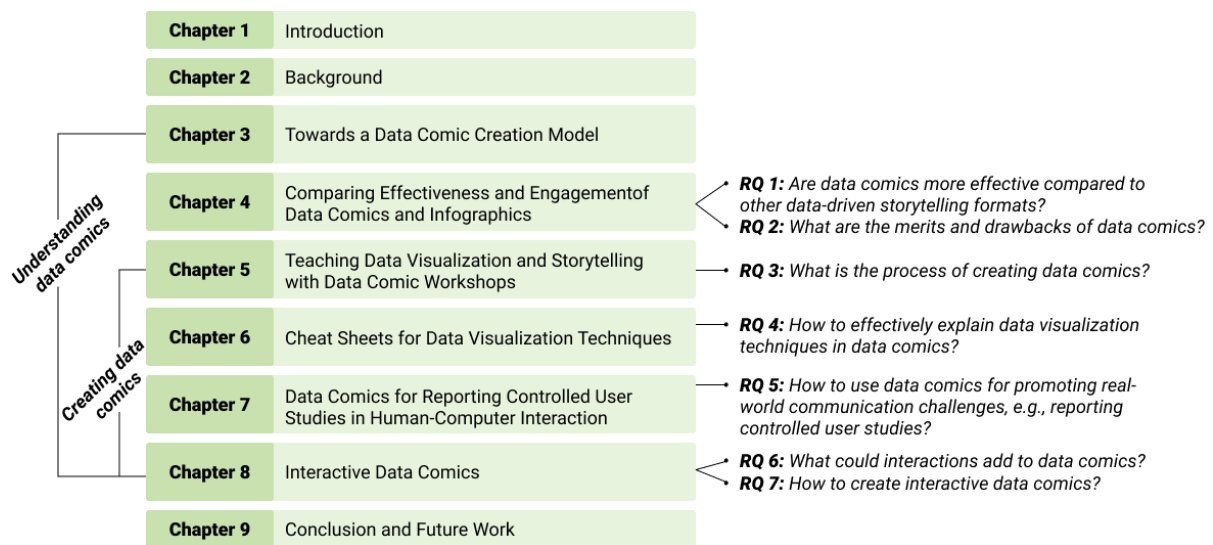 Chapter 1 Introduction
Chapter 2 Background
Chapter 3 Towards a Data Comic Creation Model
Chapter 4 Comparing Effectiveness and Engagementof
Data Comics and Infographics
RQ 1: Are data comics more effective compared to
other data-driven storytelling formats?
RQ 2: What are the merits and drawbacks of data comics?
Understanding
data comics
Chapter 5 Teaching Data Visualization and Storytelling
with Data Comic Workshops
RQ 3: What is the process of creating data comics?
Chapter 6 Cheat Sheets for Data Visualization Techniques
RQ 4: How to effectively explain data visualization
techniques in data comics?
Creating data
comics
Chapter 7 Data Comics for Reporting Controlled User
Studies in Human-Computer Interaction
RQ 5: How to use data comics for promoting real-
world communication challenges, e.g., reporting
controlled user studies?
Chapter 8 Interactive Data Comics
RQ 6: What could interactions add to data comics?
RQ 7: How to create interactive data comics?
Chapter 9 Conclusion and Future Work